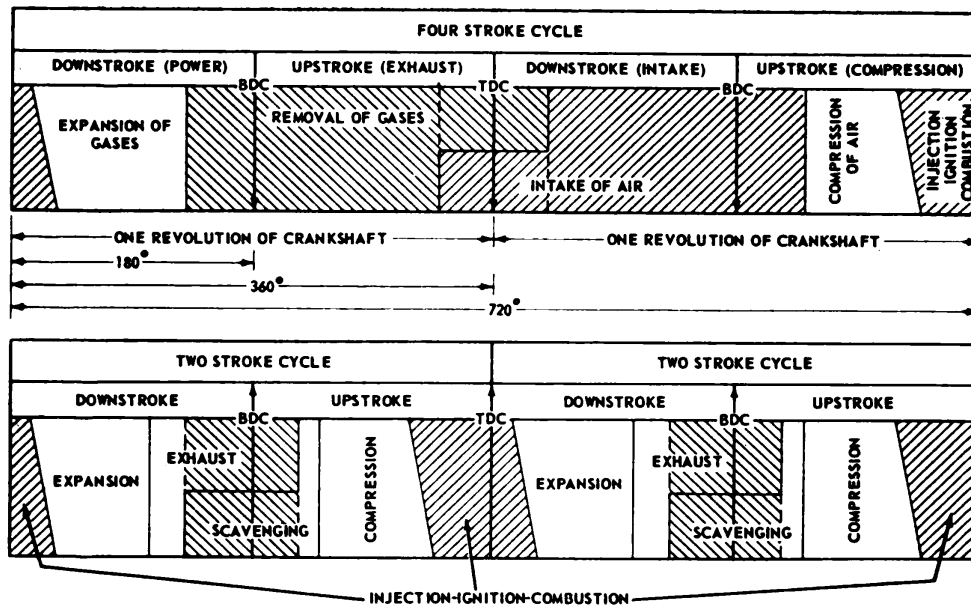 FOUR STROKE CYCLE
DOWNSTROKE (POWER)
UPSTROKE (EXHAUST)
DOWNSTROKE (INTAKE)
UPSTROKE (COMPRESSION)
BDC
TDC
BDC
EXPANSION OF
GASES
REMOVAL OF GASES
INTAKE OF AIR
COMPRESSION
OF AIR
INJECTION
IGNITION
COMBUSTION
ONE REVOLUTION OF CRANKSHAFT
ONE REVOLUTION OF CRANKSHAFT
180°
360°
720°
TWO STROKE CYCLE
TWO STROKE CYCLE
DOWNSTROKE
UPSTROKE
DOWNSTROKE
UPSTROKE
BDC
TDC
BDC
EXPANSION
EXHAUST
SCAVENGING
COMPRESSION
EXPANSION
EXHAUST
SCAVENGING
COMPRESSION
INJECTION-IGNITION-COMBUSTION